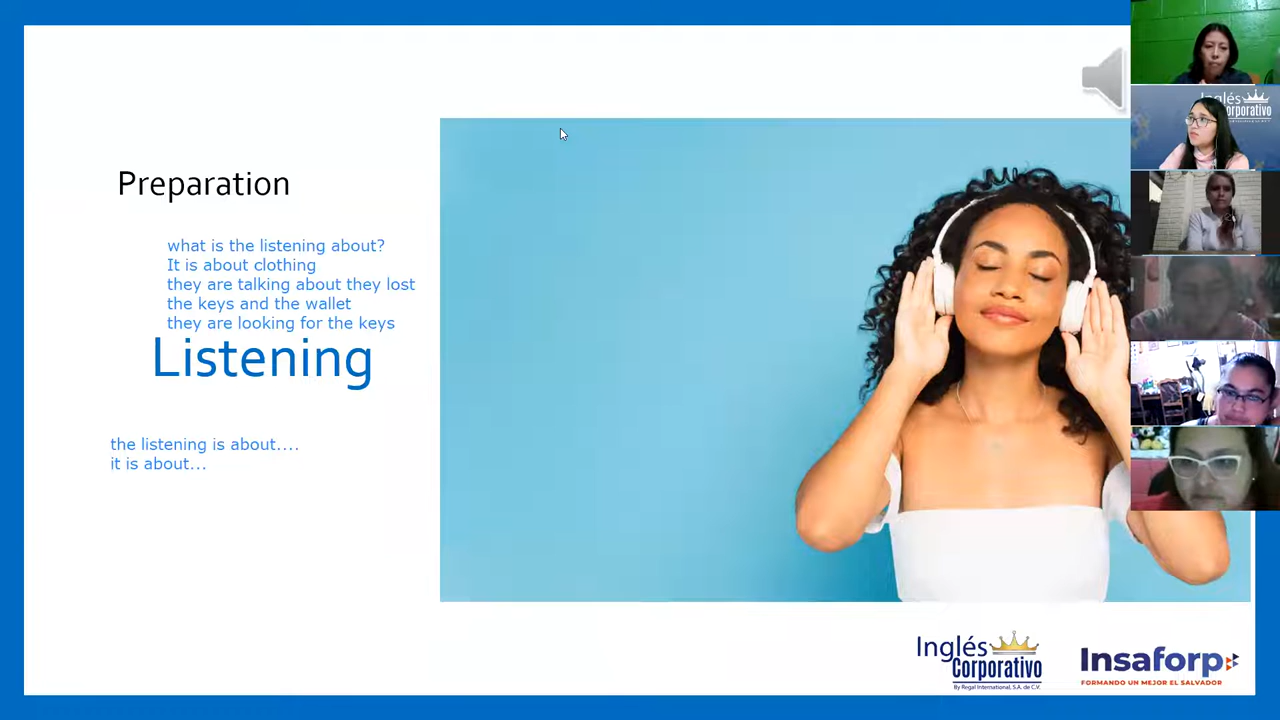 Preparation
what is the listening about?
It is about clothing
they are talking about they lost
the keys and the wallet
they are looking for the keys
Listening
the listening is about....
it is about...
Inglés
Corporativo
Inglés
Corporativo
By Regal International, S.A. de C.V.
Insaforp
FORMANDO UN MEJOR EL SALVADOR